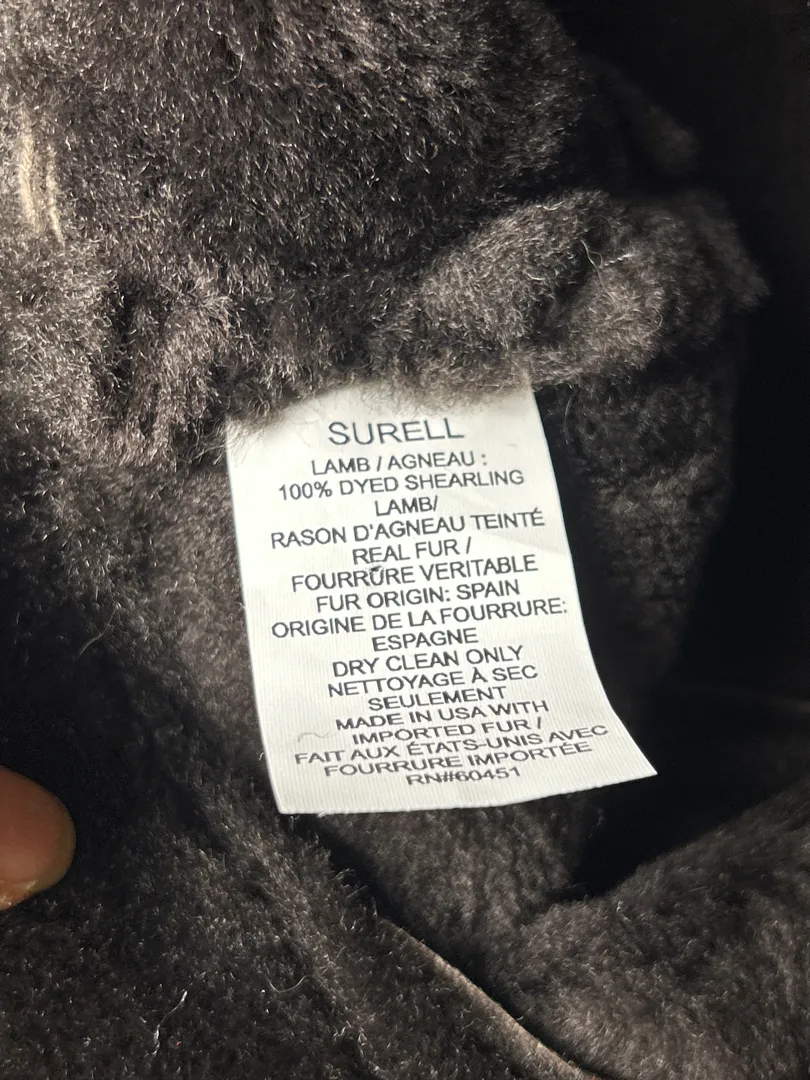 SURELL
LAMB / AGNEAU :
100% DYED SHEARLING
LAMB/
RASON D'AGNEAU TEINTÉ
REAL FUR /
FOURRÛRE VERITABLE
FUR ORIGIN: SPAIN
ORIGINE DE LA FOURRURE:
ESPAGNE
DRY CLEAN ONLY
NETTOYAGE À SEC
SEULEMENT
MADE IN USA WITH
IMPORTED FUR /
FAIT AUX ÉTATS-UNIS AVEC
FOURRURE IMPORTÉE
RN#60451